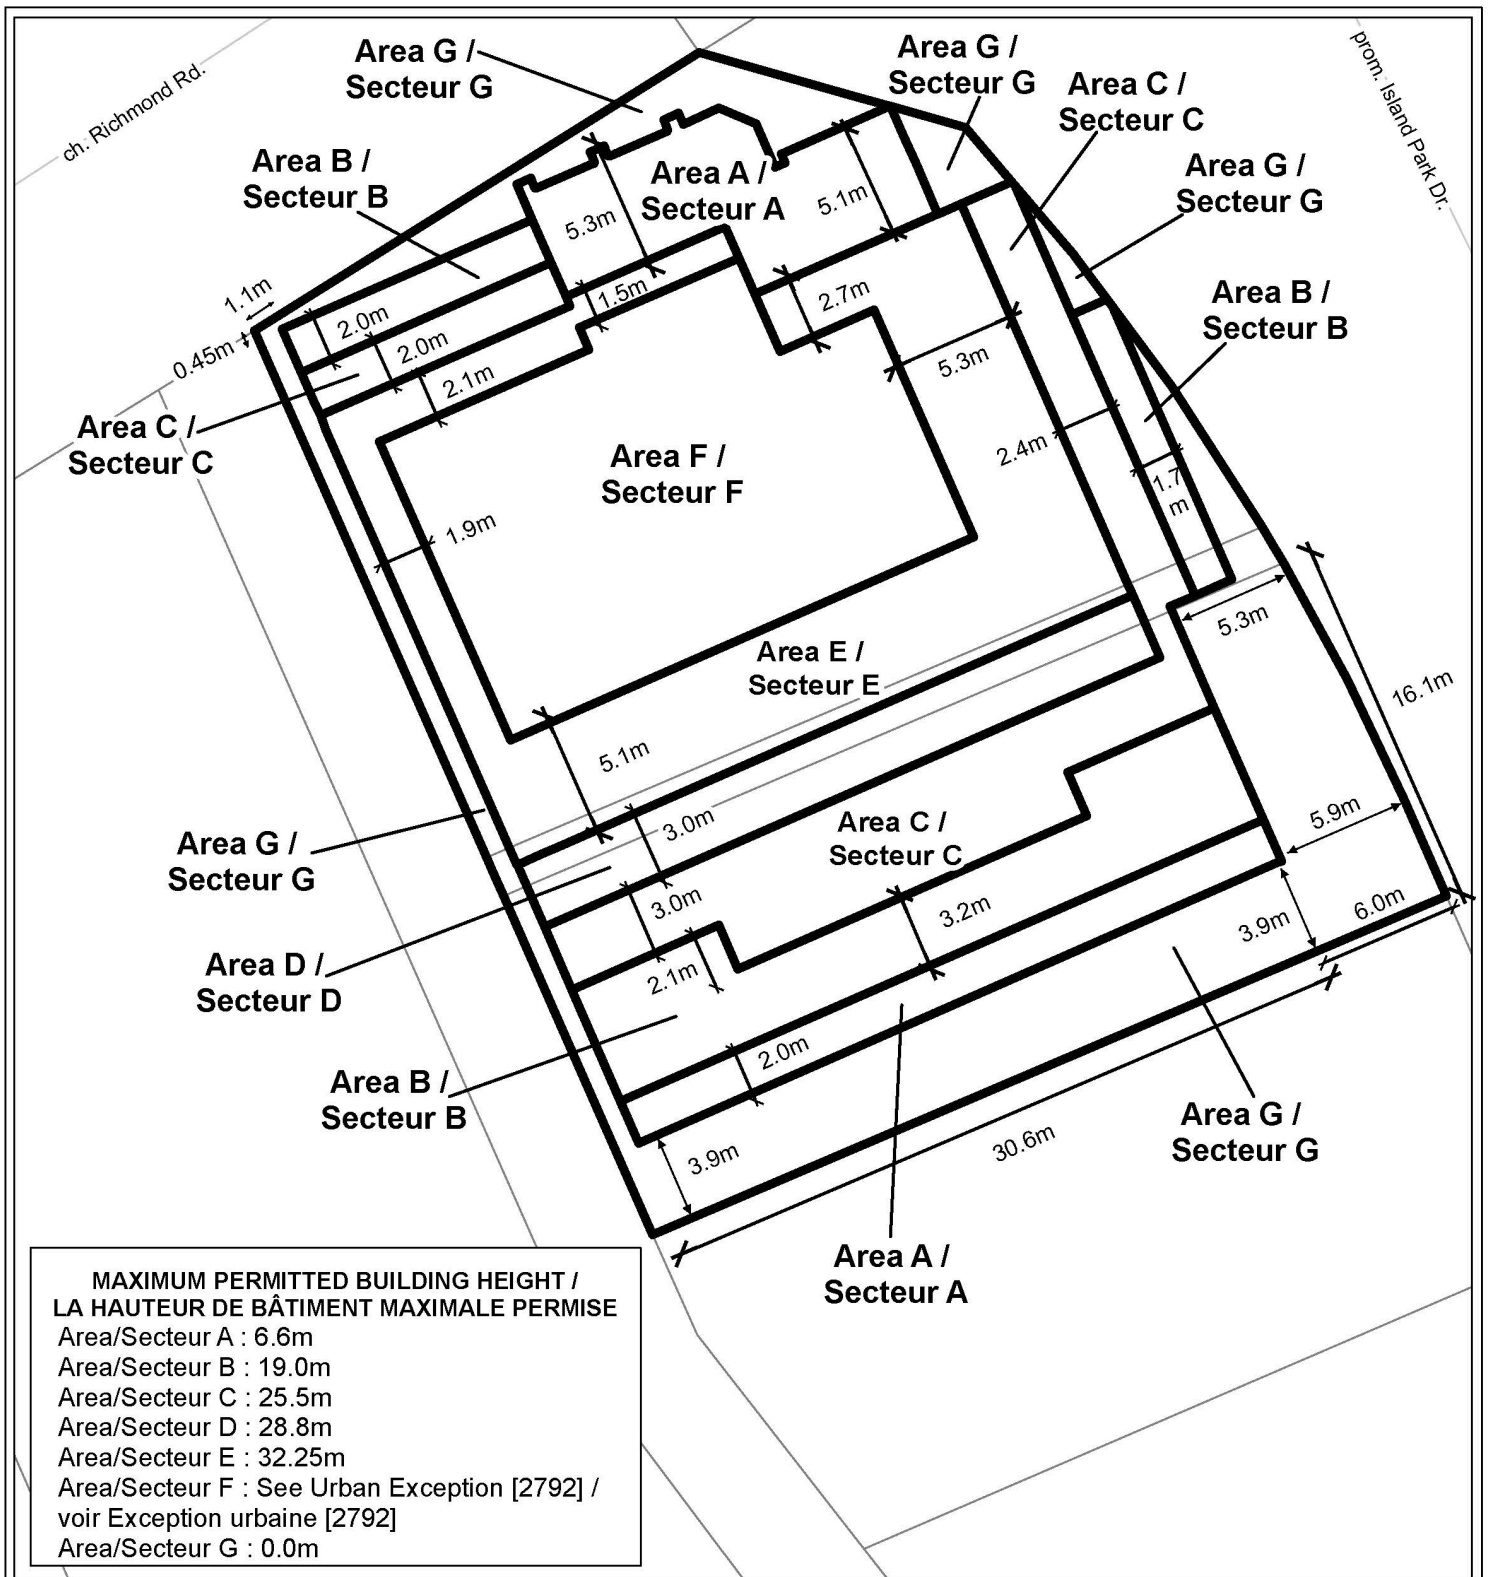 ch. Richmond Rd.
prom. Island Park Dr.
Area G /
Secteur G
Area G /
Secteur G
Area C /
Secteur C
Area B /
Secteur B
Area A /
Secteur A
Area G /
Secteur G
5.3m
5.1m
1.1m
0.45m
2.0m
2.0m
2.1m
1.5m
2.7m
5.3m
Area B /
Secteur B
Area C /
Secteur C
Area F /
Secteur F
2.4m
1.7
m
1.9m
5.3m
Area E /
Secteur E
16.1m
5.1m
3.0m
Area C /
Secteur C
5.9m
Area G /
Secteur G
3.0m
3.2m
3.9m
6.0m
Area D /
Secteur D
2.1m
2.0m
Area B /
Secteur B
3.9m
30.6m
Area G /
Secteur G
Area A /
Secteur A
MAXIMUM PERMITTED BUILDING HEIGHT /
LA HAUTEUR DE BÂTIMENT MAXIMALE PERMISE
Area/Secteur A : 6.6m
Area/Secteur B : 19.0m
Area/Secteur C : 25.5m
Area/Secteur D : 28.8m
Area/Secteur E : 32.25m
Area/Secteur F : See Urban Exception [2792] /
voir Exception urbaine [2792]
Area/Secteur G : 0.0m